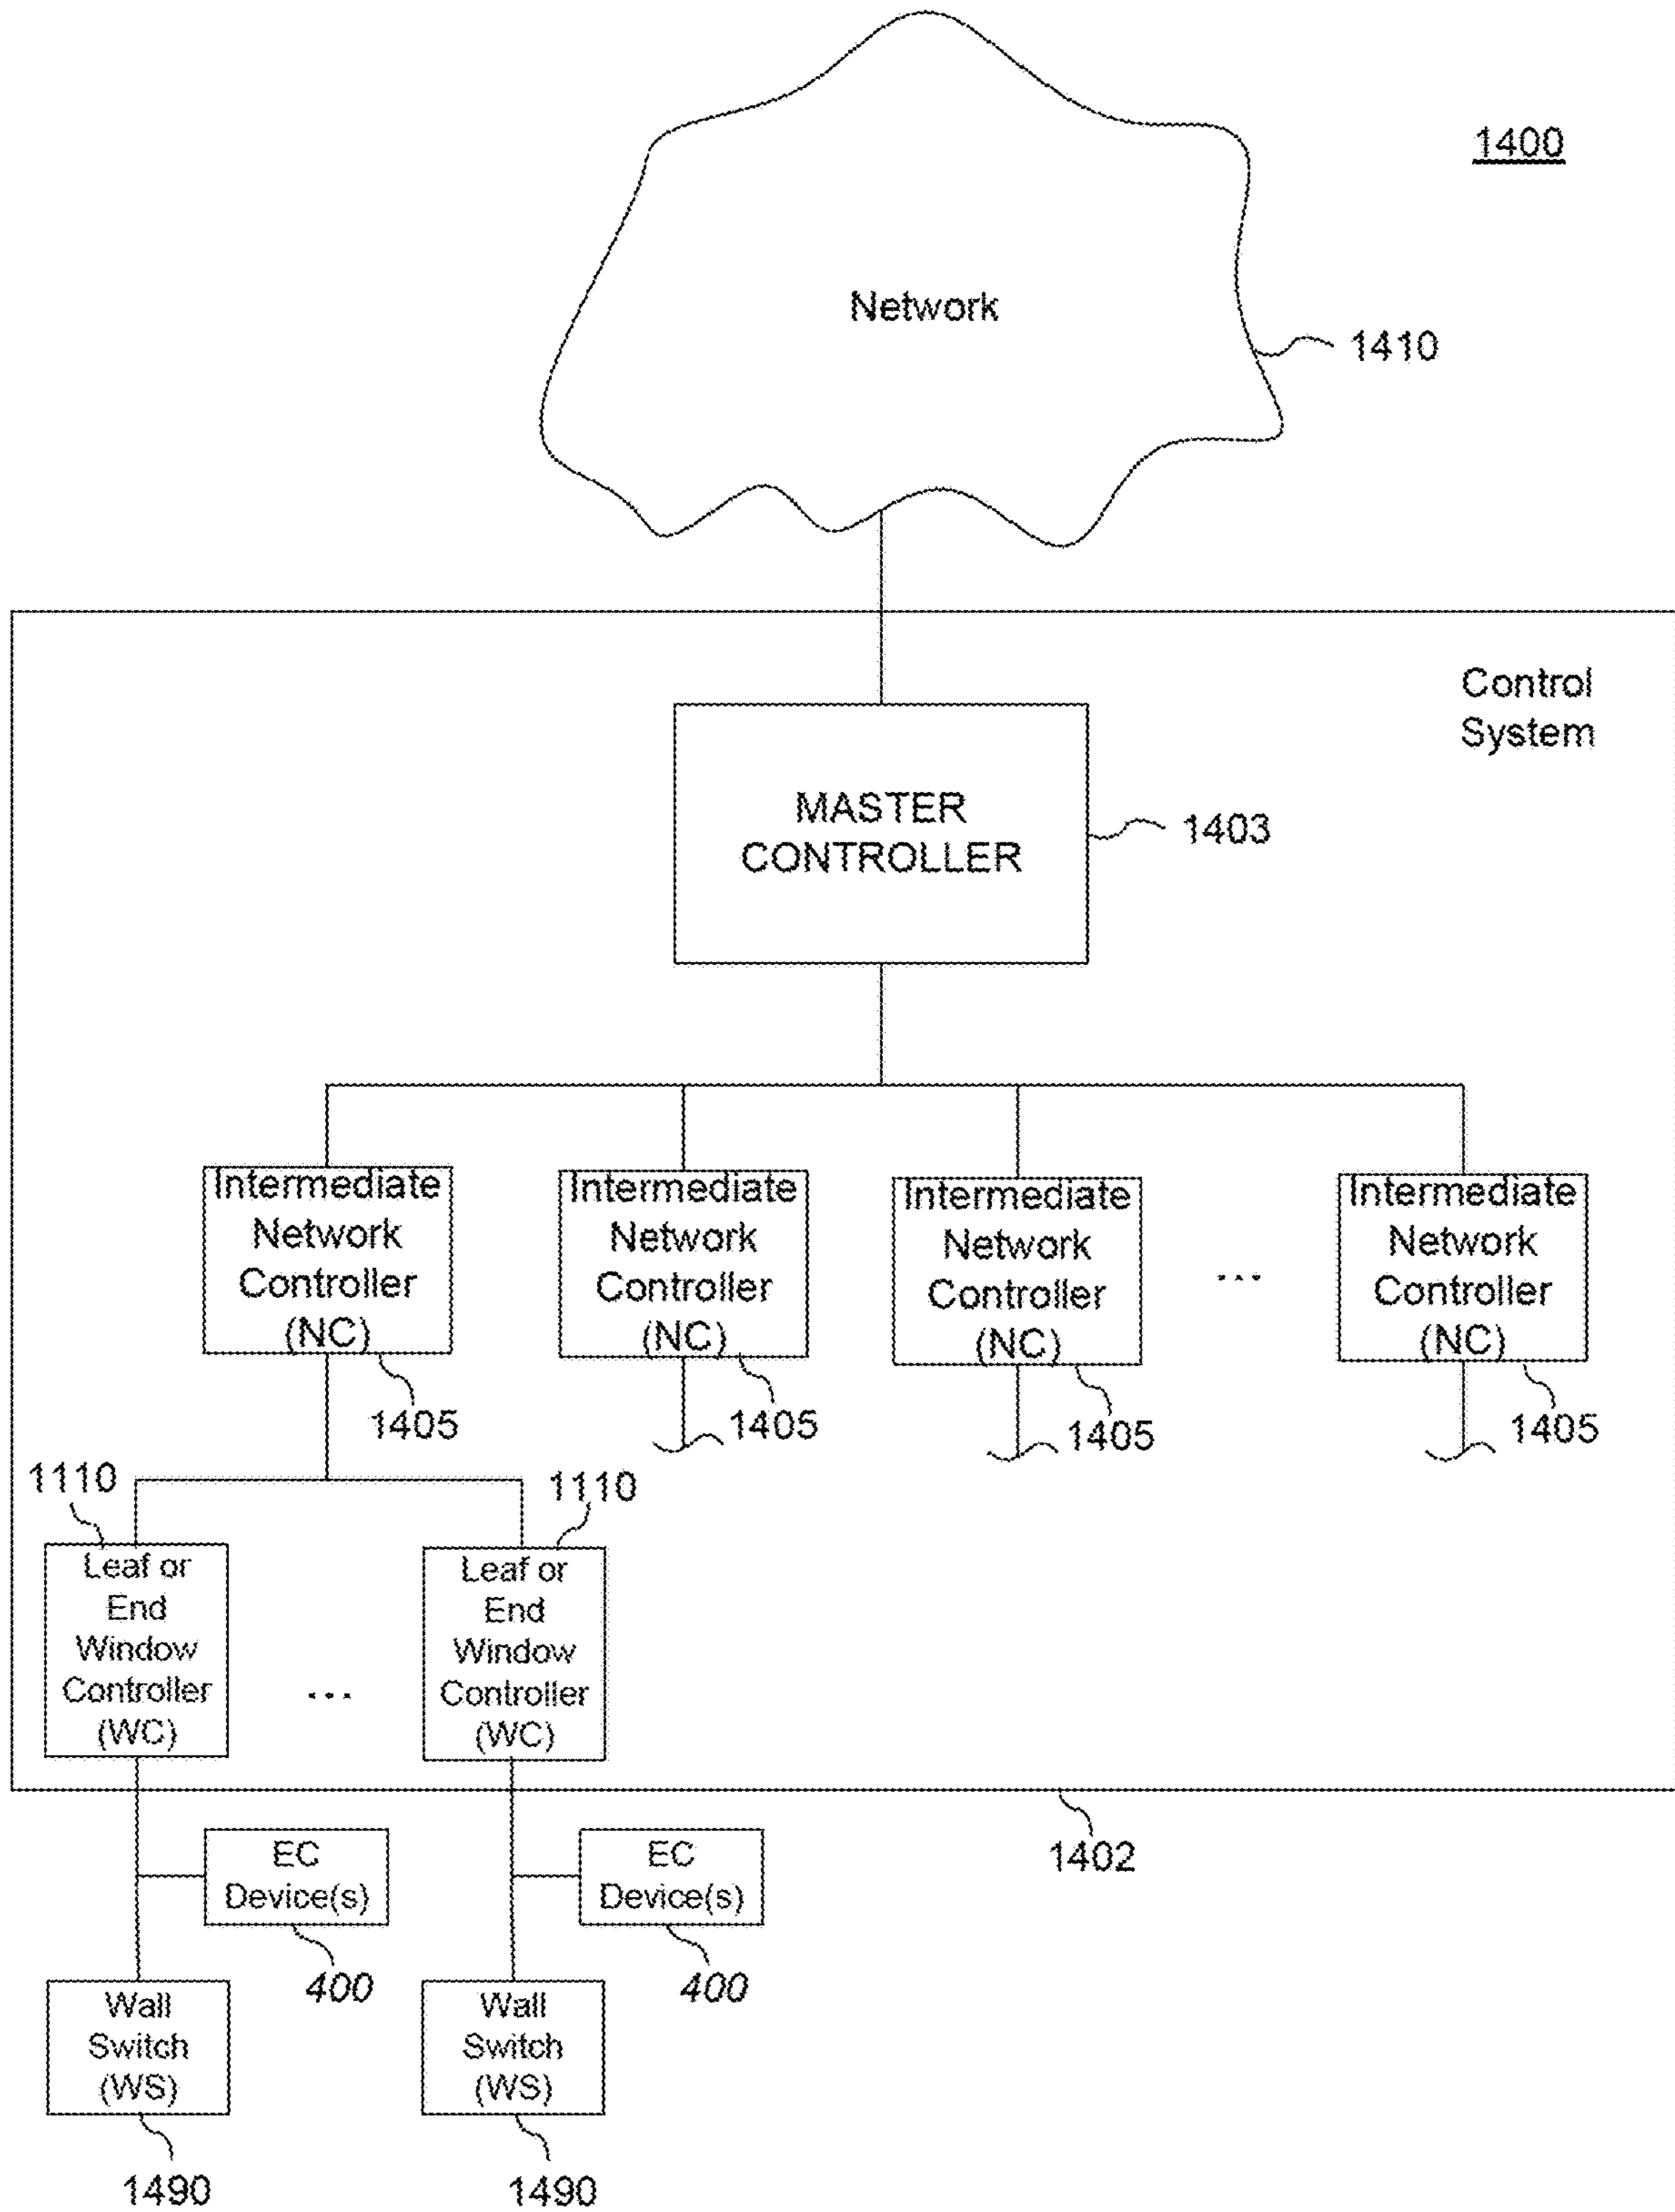 1400
Network
1410
Control
System
MASTER
CONTROLLER
1403
Intermediate
Network
Controller
(NC)
1405
Intermediate
Network
Controller
(NC)
1405
Intermediate
Network
Controller
(NC)
1405
...
Intermediate
Network
Controller
(NC)
1405
1110
Leaf or
End
Window
Controller
(WC)
...
1110
Leaf or
End
Window
Controller
(WC)
1402
EC
Device(s)
400
EC
Device(s)
400
Wall
Switch
(WS)
1490
Wall
Switch
(WS)
1490